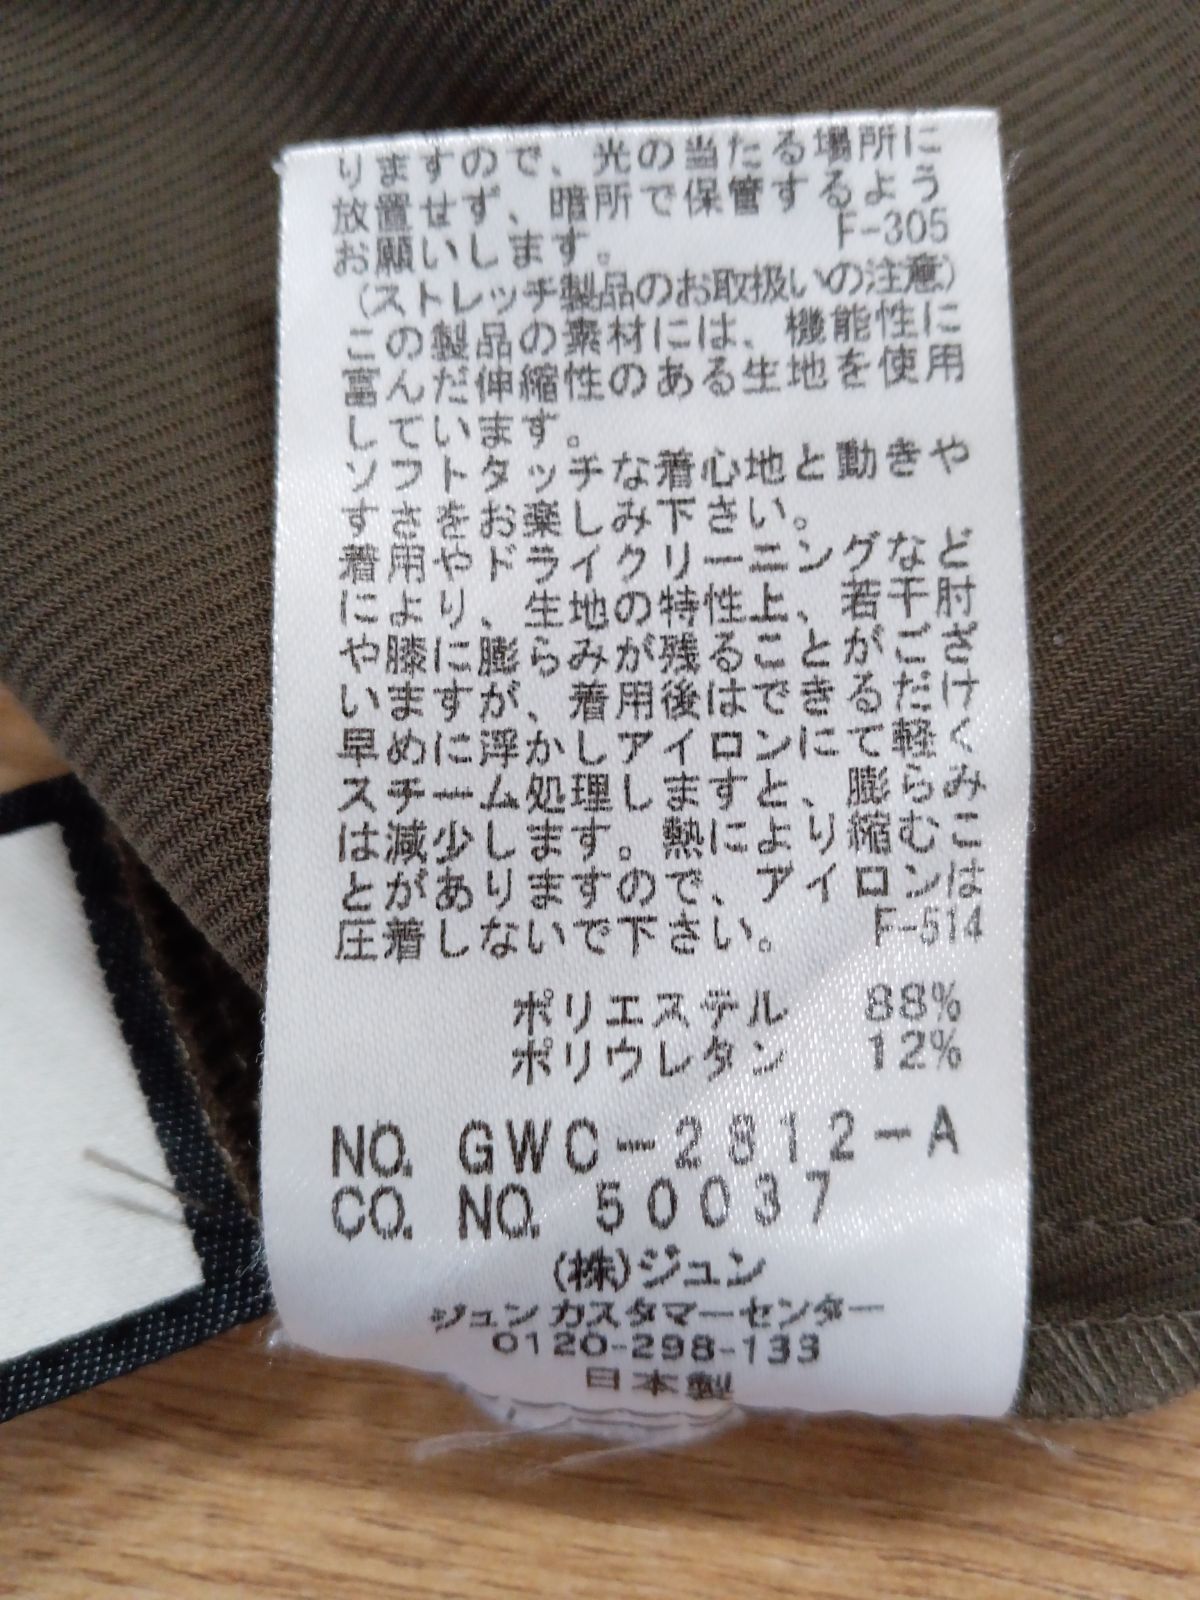 りますので、光の当たる場所に
放置せず、暗所で保管するよう
お願いします。 F-305
(ストレッチ製品のお取扱いの注意)
この製品の素材には、機能性に
富んだ伸縮性のある生地を使用
しています。
ソフトタッチな着心地と動きや
すさをお楽しみ下さい。
着用やドライクリーニングなど
により、生地の特性上、若干肘
や膝に膨らみが残ることがござ
いますが、着用後はできるだけ
早めに浮かしアイロンにて軽く
スチーム処理しますと、膨らみ
は減少します。熱により縮むこ
とがありますので、アイロンは
圧着しないで下さい。 F-514
ポリエステル 88%
ポリウレタン 12%
NO. GWC-2812-A
CO. NO. 50037
(株)ジュン
ジュン カスタマーセンター
0120-298-133
日本製